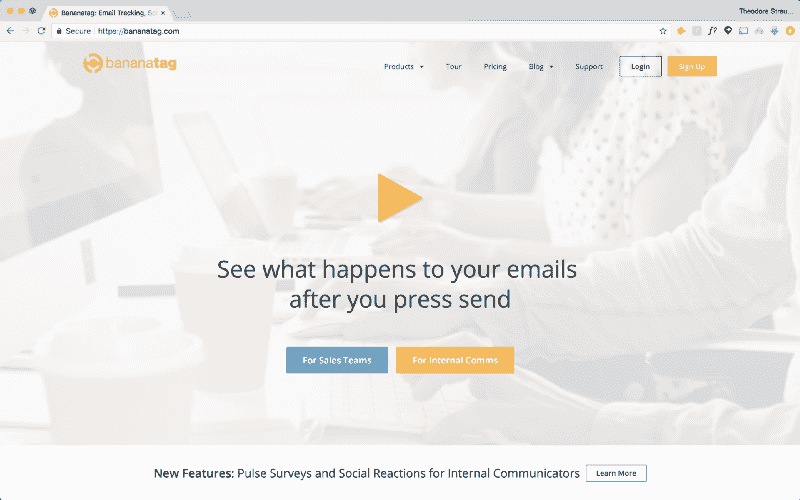 Bananatag: Email Tracking, Sc
Theodore Strau...
Secure
https://bananatag.com
bananatag
Products
Tour
Pricing
Blog
Support
Login
Sign Up
See what happens to your emails
after you press send
For Sales Teams
For Internal Comms
New Features: Pulse Surveys and Social Reactions for Internal Communicators
Learn More